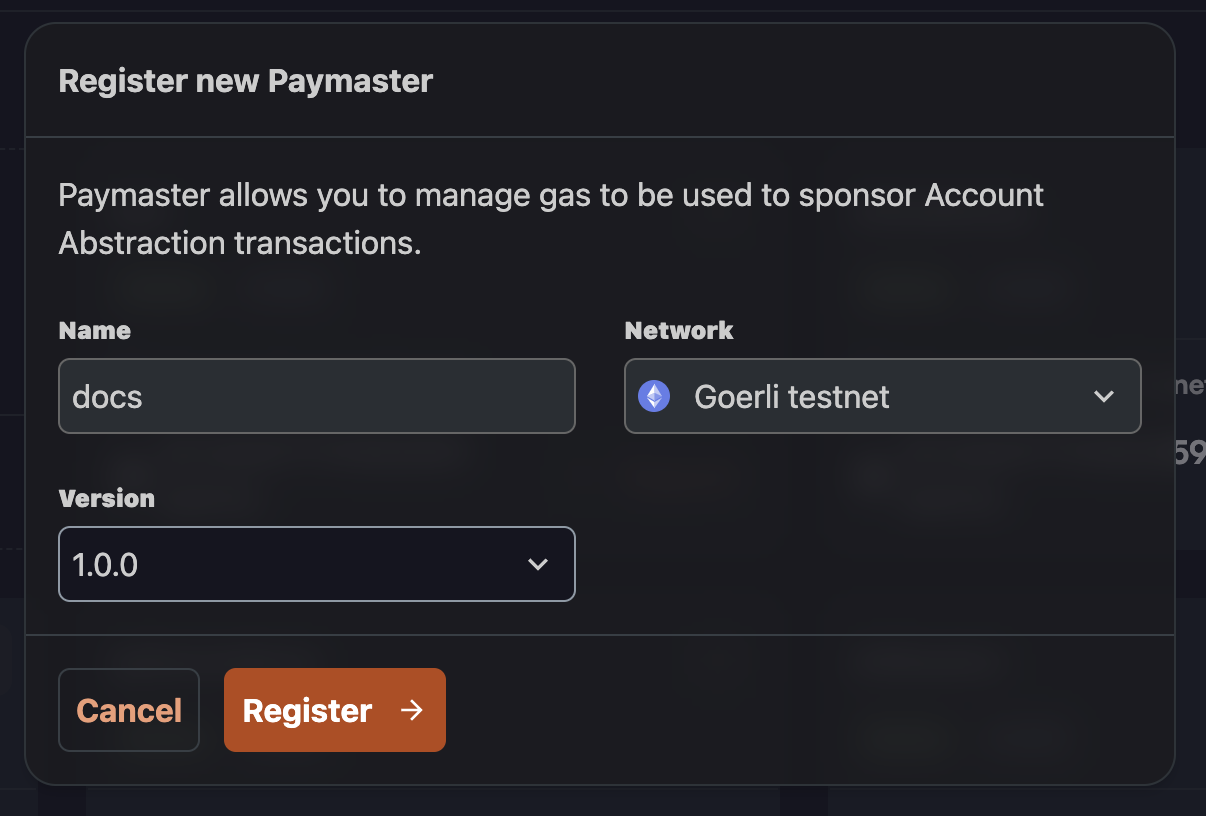 Register new Paymaster
Paymaster allows you to manage gas to be used to sponsor Account
Abstraction transactions.
Name
Network
docs
Goerli testnet
Version
1.0.0
Cancel
Register →